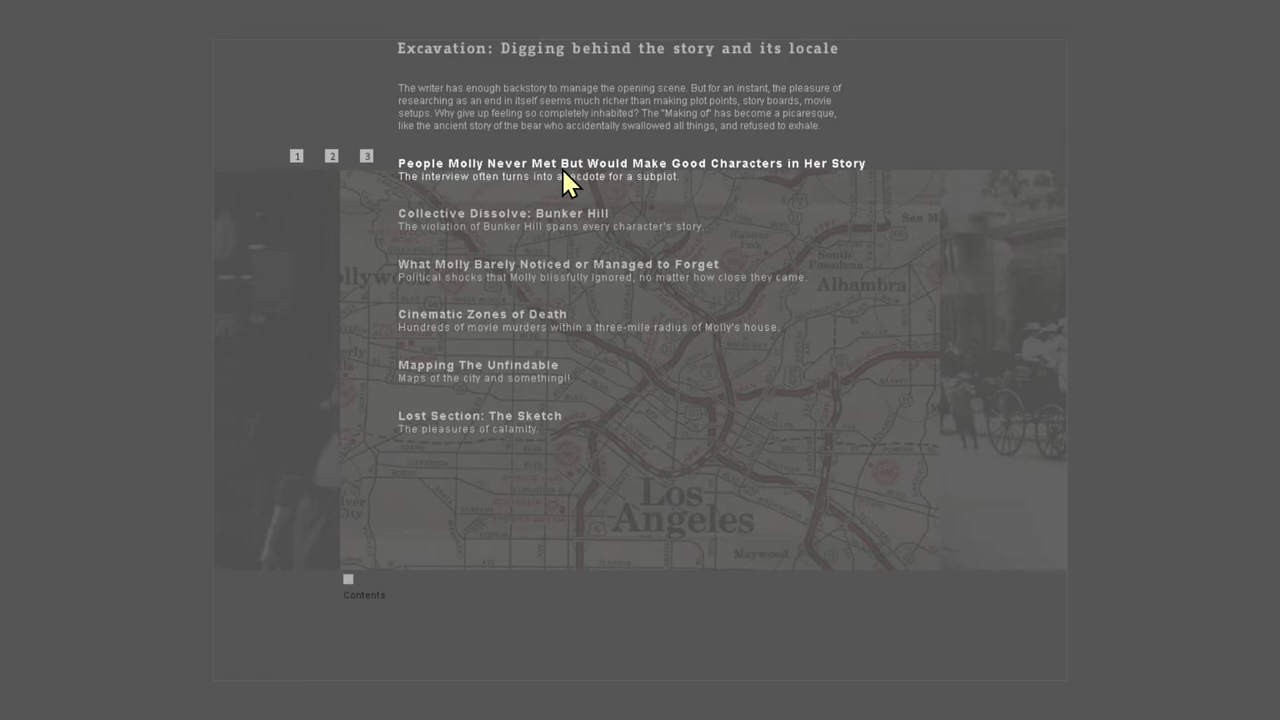 Excavation: Digging behind the story and its locale
The writer has enough backstory to manage the opening scene. But for an instant, the pleasure of
researching as an end in itself seems much richer than making plot points, story boards, movie
setups. Why give up feeling so completely inhabited? The "Making of" has become a picaresque,
like the ancient story of the bear who accidentally swallowed all things, and refused to exhale.
1 2 3
People Molly Never Met But Would Make Good Characters in Her Story
The interview often turns into for a subplot.
Collective Dissolve: Bunker Hill
The violation of Bunker Hill spans every character's story.
San M
Highland
Park
South
Pasadena
What Molly Barely Noticed or Managed to Forget
Political shocks that Molly blissfully ignored, no matter how close they came.
ollywo
Alhambra
Cinematic Zones of Death
Hundreds of movie murders within a three-mile radius of Molly's house.
Mapping The Unfindable
Maps of the city and something!!
Lost Section: The Sketch
The pleasures of calamity.
Los
Angeles
lver
City
Maywood
Contents